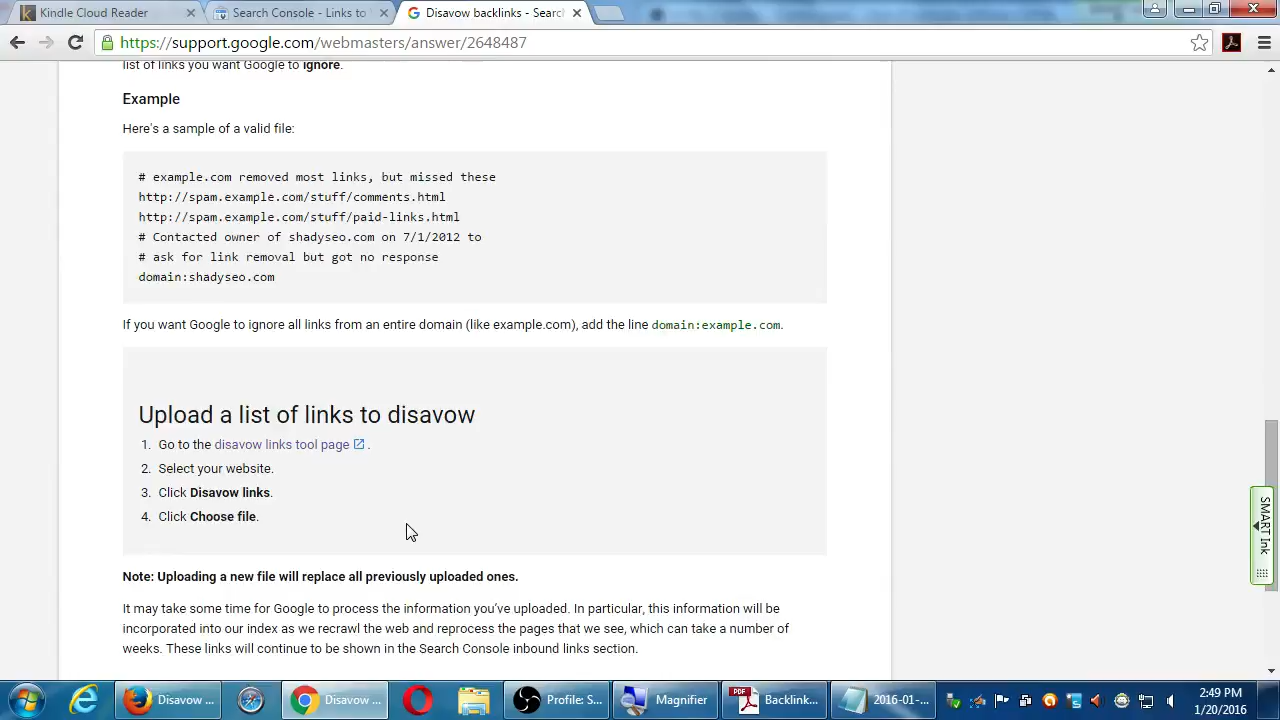 Kindle Cloud Reader
Search Console - Links to
Disavow backlinks - Searc
https://support.google.com/webmasters/answer/2648487
list of links you want Google to ignore.
Example
Here's a sample of a valid file:
# example.com removed most links, but missed these
http://spam.example.com/stuff/comments.html
http://spam.example.com/stuff/paid-links.html
# Contacted owner of shadyseo.com on 7/1/2012 to
# ask for link removal but got no response
domain:shadyseo.com
If you want Google to ignore all links from an entire domain (like example.com), add the line domain:example.com.
Upload a list of links to disavow
1. Go to the disavow links tool page .
2. Select your website.
3. Click Disavow links.
4. Click Choose file.
SMART Ink
Note: Uploading a new file will replace all previously uploaded ones.
It may take some time for Google to process the information you've uploaded. In particular, this information will be
incorporated into our index as we recrawl the web and reprocess the pages that we see, which can take a number of
weeks. These links will continue to be shown in the Search Console inbound links section.
Disavow ...
Disavow ...
Profile: S...
Magnifier
PDF
Backlink...
2016-01-...
2:49 PM
1/20/2016